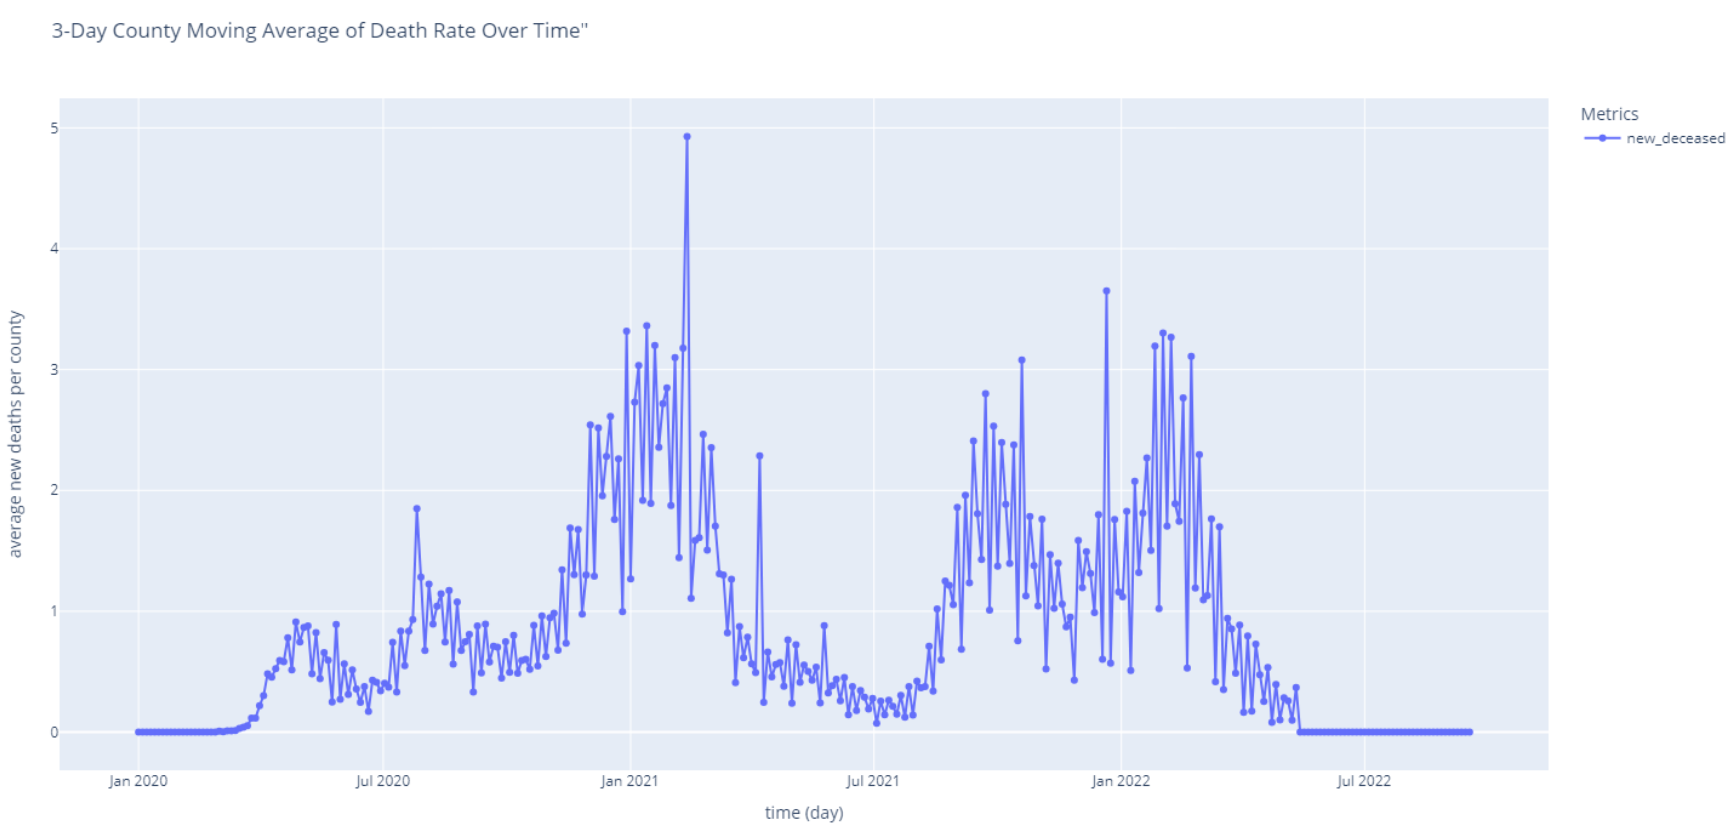 3-Day County Moving Average of Death Rate Over Time"
Metrics
new_deceased
average new deaths per county
5
4
3
2
1
0
Jan 2020
Jul 2020
Jan 2021
Jul 2021
Jan 2022
Jul 2022
time (day)